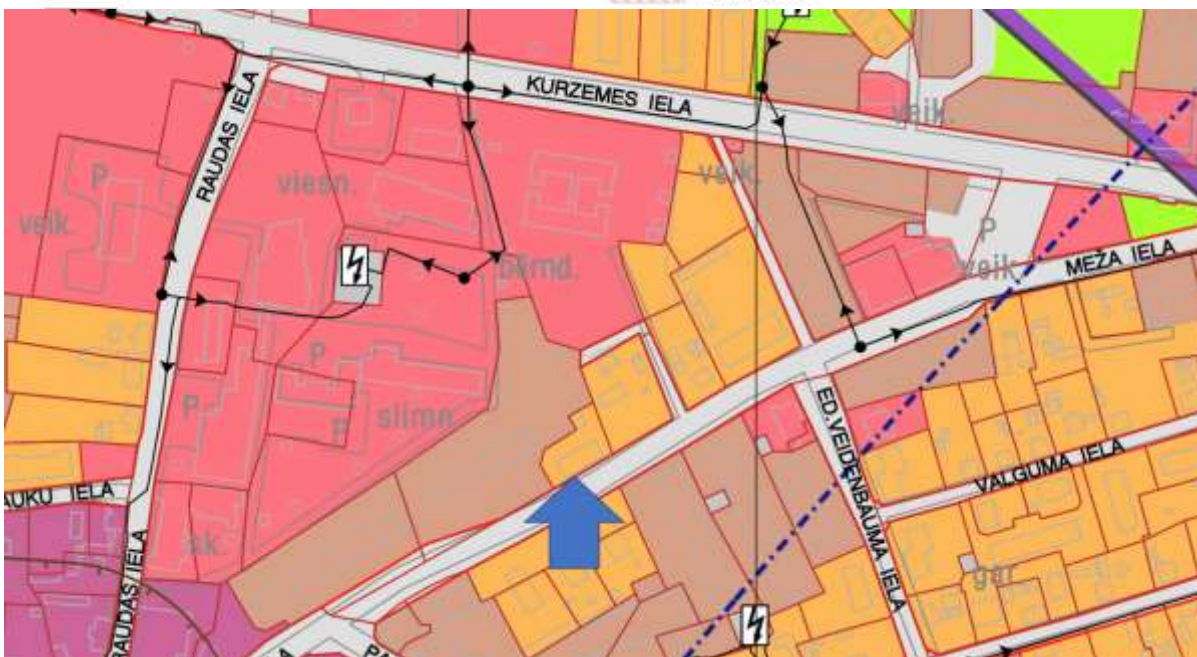 KURZEMES IELA
RAUDAS IELA
veik.
veik.
P
viesn.
P
veik.
veik.
MEŽA IELA
bērnd.
P
P
P
slimn.
ED.VEIDENBAUMA IELA
VALGUMA IELA
AUKU IELA
RAUDAS IELA
gar